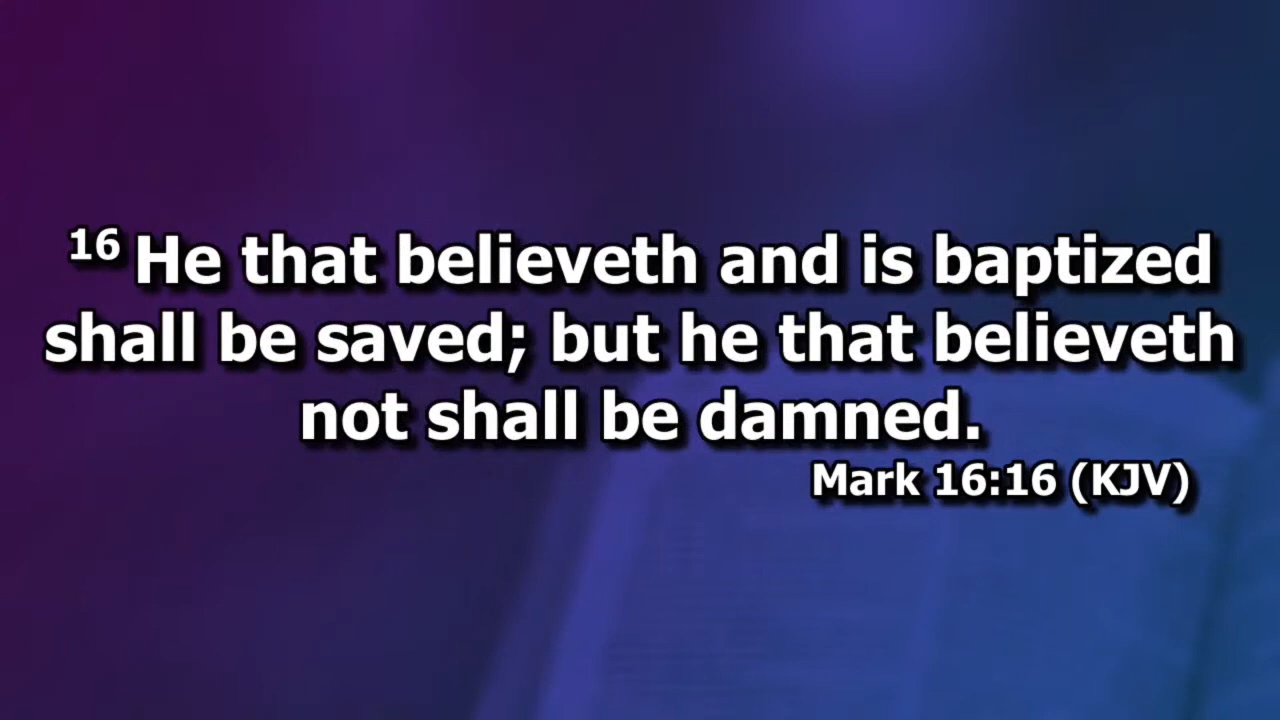 16 He that believeth and is baptized
shall be saved; but he that believeth
not shall be damned.
Mark 16:16 (KJV)